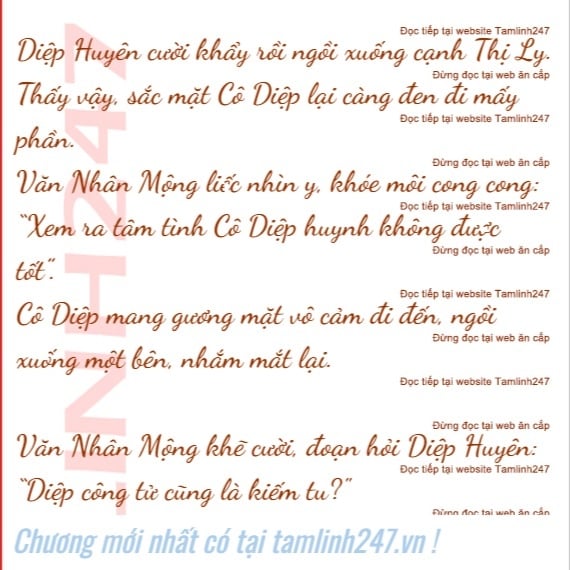 Đọc tiếp tại website Tamlinh247
Diệp Huyên cười khẩy rồi ngồi xuống cạnh Thị Ly.
Đừng đọc tại web ăn cắp
Thấy vậy, sắc mặt Cô Diệp lại càng đen đi mấy
Đọc tiếp tại website Tamlinh247
phần.
Đừng đọc tại web ăn cắp
Văn Nhân Mộng liếc nhìn y, khóe môi cong cong:
Đọc tiếp tại website Tamlinh247
“Xem ra tâm tình Cô Diệp huynh không được
Đừng đọc tại web ăn cắp
tốt”.
Đọc tiếp tại website Tamlinh247
Cô Diệp mang gương mặt vô cảm đi đến, ngồi
Đừng đọc tại web ăn cắp
xuống một bên, nhắm mắt lại.
Đọc tiếp tại website Tamlinh247
Đừng đọc tại web ăn cắp
Văn Nhân Mộng khẽ cười, đoạn hỏi Diệp Huyên:
Đọc tiếp tại website Tamlinh247
“Diệp công tử cũng là kiếm tu?”
Đừng đọc tại web ăn cắp
Chương mới nhất có tại tamlinh247.vn !
INH247